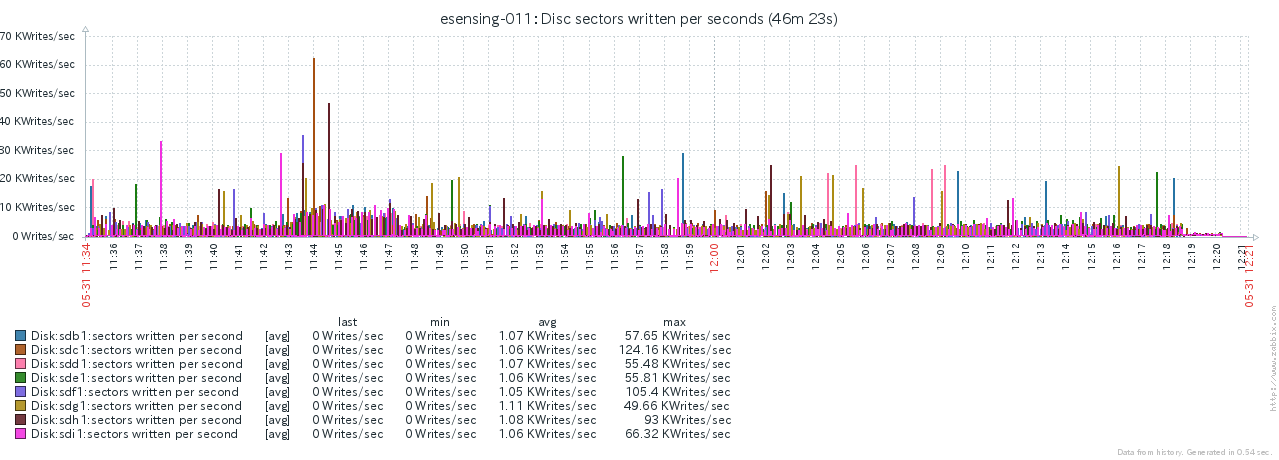 esensing-011: Disc sectors written per seconds (46m 23s)
70 KWrites/sec
60 KWrites/sec
50 KWrites/sec
40 KWrites/sec
30 KWrites/sec
20 KWrites/sec
10 KWrites/sec
0 Writes/sec
05-31 11:34 11:36 11:37 11:38 11:39 11:40 11:41 11:42 11:43 11:44 11:45 11:46 11:47 11:48 11:49 11:50 11:51 11:52 11:53 11:54 11:55 11:56 11:57 11:58 11:59 12:00 12:01 12:02 12:03 12:04 12:05 12:06 12:07 12:08 12:09 12:10 12:11 12:12 12:13 12:14 12:15 12:16 12:17 12:18 12:19 12:20 12:21 05-31 12:21
last min avg max
Disk:sdb1:sectors written per second [avg] 0 Writes/sec 0 Writes/sec 1.07 KWrites/sec 57.65 KWrites/sec
Disk:sdc1:sectors written per second [avg] 0 Writes/sec 0 Writes/sec 1.06 KWrites/sec 124.16 KWrites/sec
Disk:sdd1:sectors written per second [avg] 0 Writes/sec 0 Writes/sec 1.07 KWrites/sec 55.48 KWrites/sec
Disk:sde1:sectors written per second [avg] 0 Writes/sec 0 Writes/sec 1.06 KWrites/sec 55.81 KWrites/sec
Disk:sdf1:sectors written per second [avg] 0 Writes/sec 0 Writes/sec 1.05 KWrites/sec 105.4 KWrites/sec
Disk:sdg1:sectors written per second [avg] 0 Writes/sec 0 Writes/sec 1.11 KWrites/sec 49.66 KWrites/sec
Disk:sdh1:sectors written per second [avg] 0 Writes/sec 0 Writes/sec 1.08 KWrites/sec 93 KWrites/sec
Disk:sdi1:sectors written per second [avg] 0 Writes/sec 0 Writes/sec 1.06 KWrites/sec 66.32 KWrites/sec
http://www.zabbix.com
Data from history. Generated in 0.54 sec.